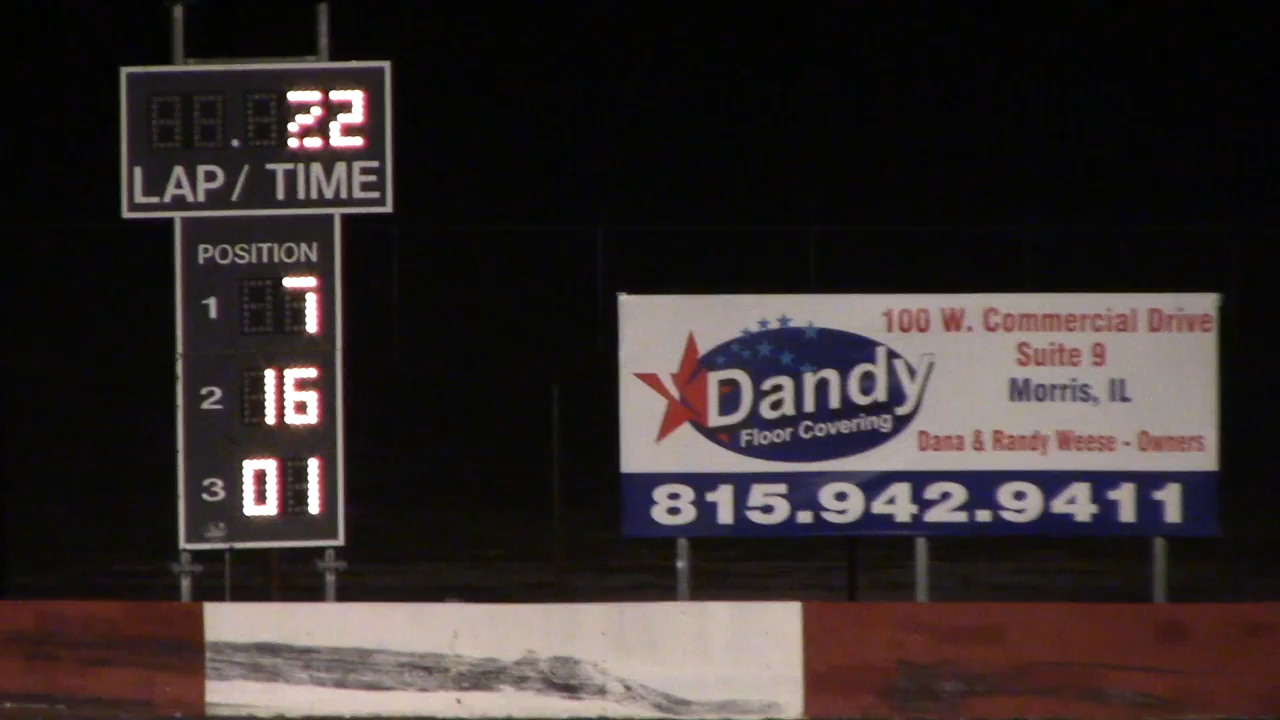 22
LAP/ TIME
POSITION
1 7
2 16
3 01
100 W. Commercial Drive
Suite 9
Morris, IL
Dandy
Floor Covering
Dana & Randy Weese - Owners
815.942.9411